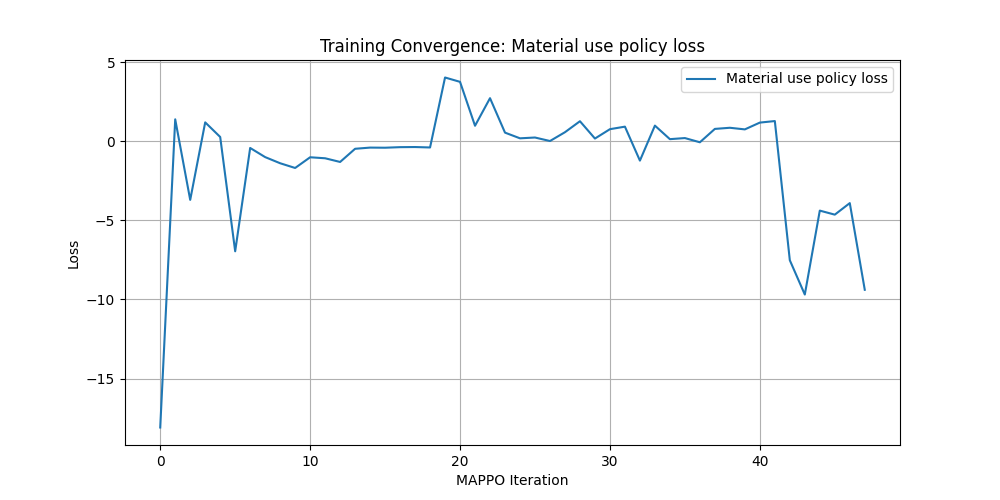 Training Convergence: Material use policy loss
Material use policy loss
5
0
−5
−10
−15
Loss
0 10 20 30 40
MAPPO Iteration